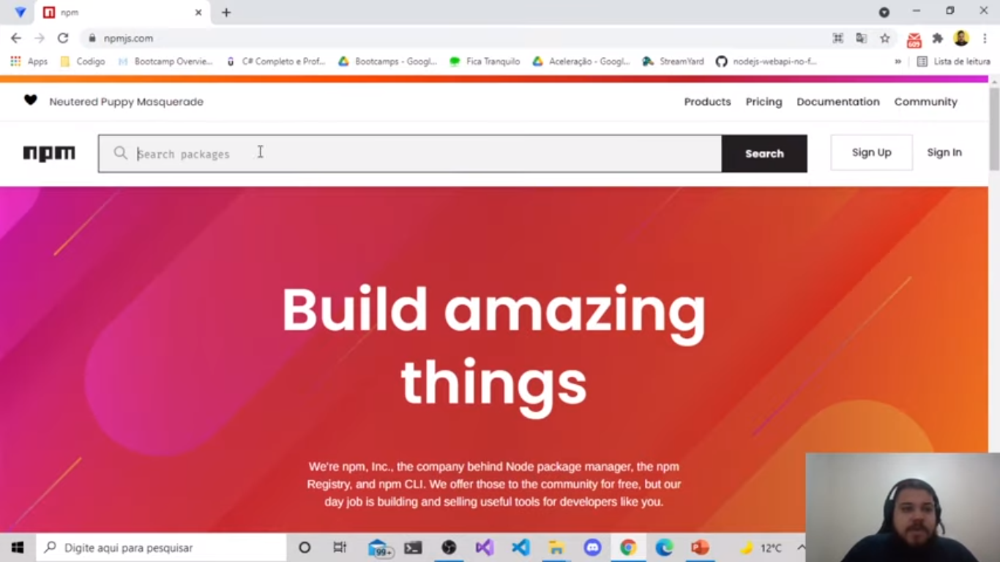 npm
npmjs.com
609
Apps
Codigo
Bootcamp Overvie...
C# Completo e Prof...
Bootcamps - Googl...
Fica Tranquilo
Aceleração - Googl...
StreamYard
nodejs-webapi-no-f...
»
Lista de leitura
Neutered Puppy Masquerade
Products
Pricing
Documentation
Community
npm
Search packages
Search
Sign Up
Sign In
Build amazing
things
We're npm, Inc., the company behind Node package manager, the npm
Registry, and npm CLI. We offer those to the community for free, but our
day job is building and selling useful tools for developers like you.
Digite aqui para pesquisar
99+
12°C